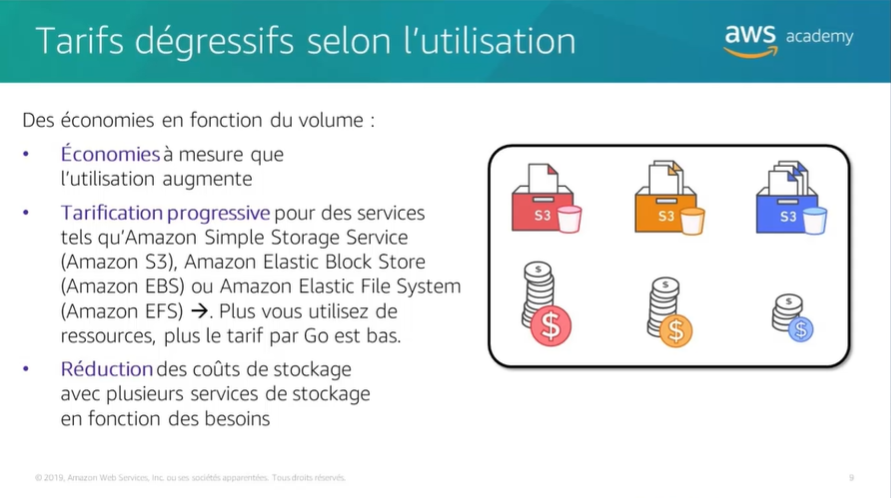 Tarifs dégressifs selon l'utilisation
aws academy
Des économies en fonction du volume :
• Économies à mesure que
l'utilisation augmente
• Tarification progressive pour des services
tels qu'Amazon Simple Storage Service
(Amazon S3), Amazon Elastic Block Store
(Amazon EBS) ou Amazon Elastic File System
(Amazon EFS) →. Plus vous utilisez de
ressources, plus le tarif par Go est bas.
• Réduction des coûts de stockage
avec plusieurs services de stockage
en fonction des besoins
S3 S3 S3
$ $ $
$ $ $
© 2019, Amazon Web Services, Inc. ou ses sociétés apparentées. Tous droits réservés.
9